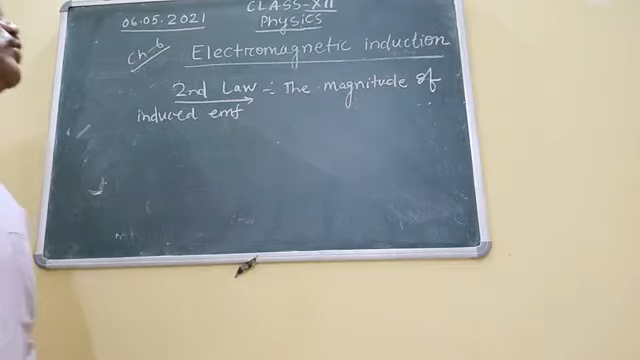 CLASS-XII
06.05.2021
Physics
Ch-6
Electromagnetic induction
2nd Law :- The magnitude of
induced emf